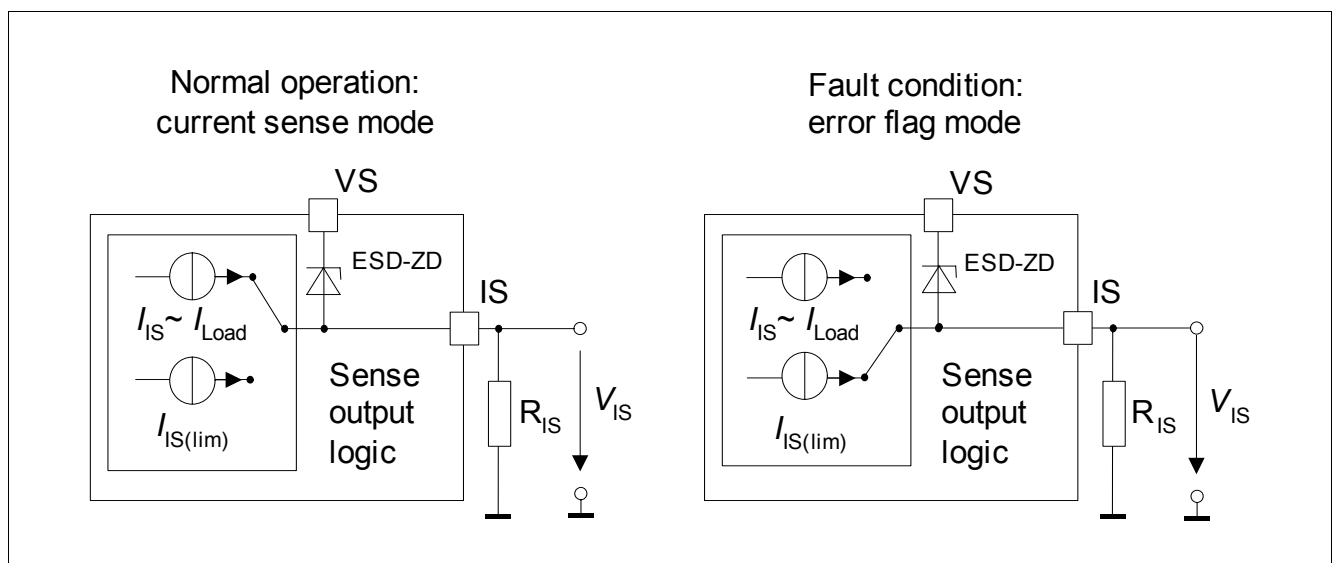 Normal operation:
current sense mode
VS
ESD-ZD
IS
IIS ~ ILoad
IIS(lim)
Sense
output
logic
RIS
VIS
Fault condition:
error flag mode
VS
ESD-ZD
IS
IIS ~ ILoad
IIS(lim)
Sense
output
logic
RIS
VIS